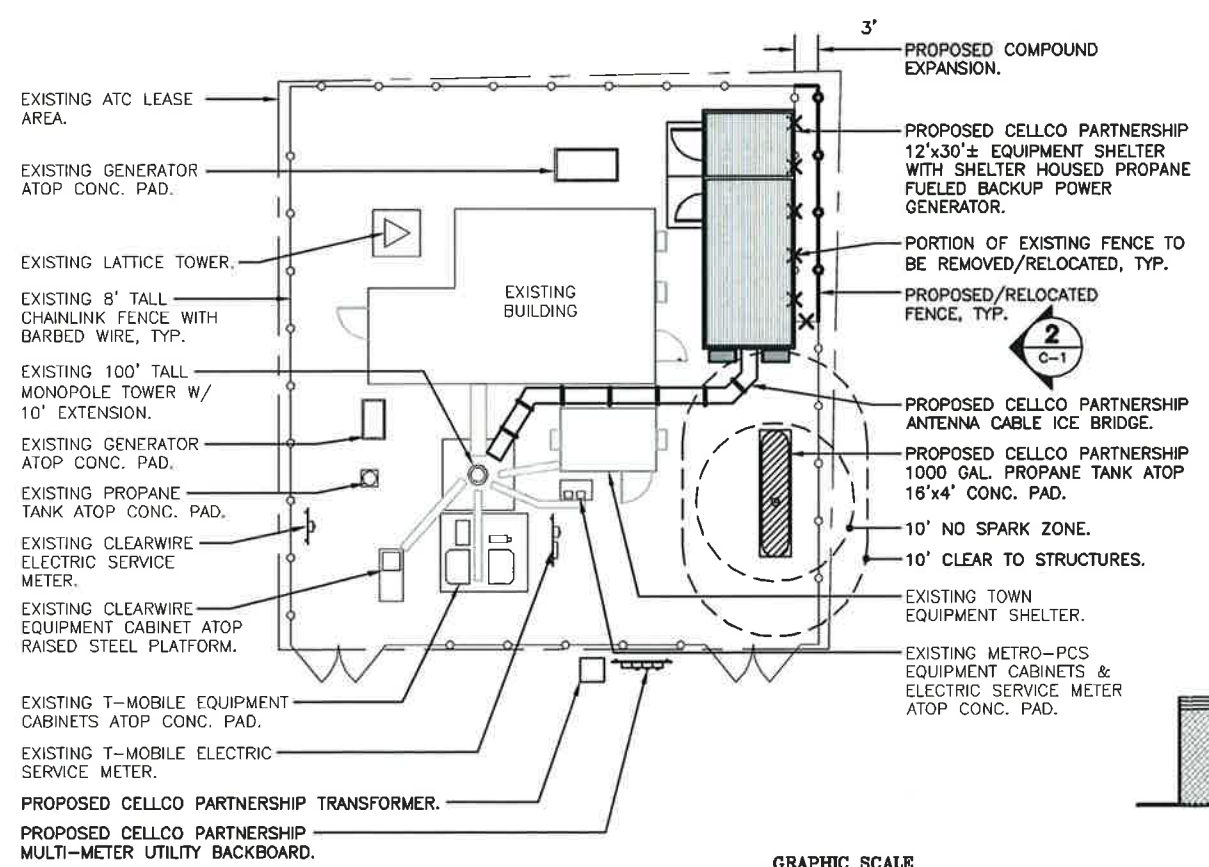 3'
PROPOSED COMPOUND
EXPANSION.
EXISTING ATC LEASE
AREA.
PROPOSED CELLCO PARTNERSHIP
12'x30'± EQUIPMENT SHELTER
WITH SHELTER HOUSED PROPANE
FUELED BACKUP POWER
GENERATOR.
EXISTING GENERATOR
ATOP CONC. PAD.
PORTION OF EXISTING FENCE TO
BE REMOVED/RELOCATED, TYP.
EXISTING LATTICE TOWER.
EXISTING
BUILDING
PROPOSED/RELOCATED
FENCE, TYP.
EXISTING 8' TALL
CHAINLINK FENCE WITH
BARBED WIRE, TYP.
2
C-1
EXISTING 100' TALL
MONOPOLE TOWER W/
10' EXTENSION.
PROPOSED CELLCO PARTNERSHIP
ANTENNA CABLE ICE BRIDGE.
EXISTING GENERATOR
ATOP CONC. PAD.
PROPOSED CELLCO PARTNERSHIP
1000 GAL. PROPANE TANK ATOP
16'x4' CONC. PAD.
EXISTING PROPANE
TANK ATOP CONC. PAD.
10' NO SPARK ZONE.
EXISTING CLEARWIRE
ELECTRIC SERVICE
METER.
10' CLEAR TO STRUCTURES.
EXISTING TOWN
EQUIPMENT SHELTER.
EXISTING CLEARWIRE
EQUIPMENT CABINET ATOP
RAISED STEEL PLATFORM.
EXISTING METRO-PCS
EQUIPMENT CABINETS &
ELECTRIC SERVICE METER
ATOP CONC. PAD.
EXISTING T-MOBILE EQUIPMENT
CABINETS ATOP CONC. PAD.
EXISTING T-MOBILE ELECTRIC
SERVICE METER.
PROPOSED CELLCO PARTNERSHIP TRANSFORMER.
PROPOSED CELLCO PARTNERSHIP
MULTI-METER UTILITY BACKBOARD.
GRAPHIC SCALE